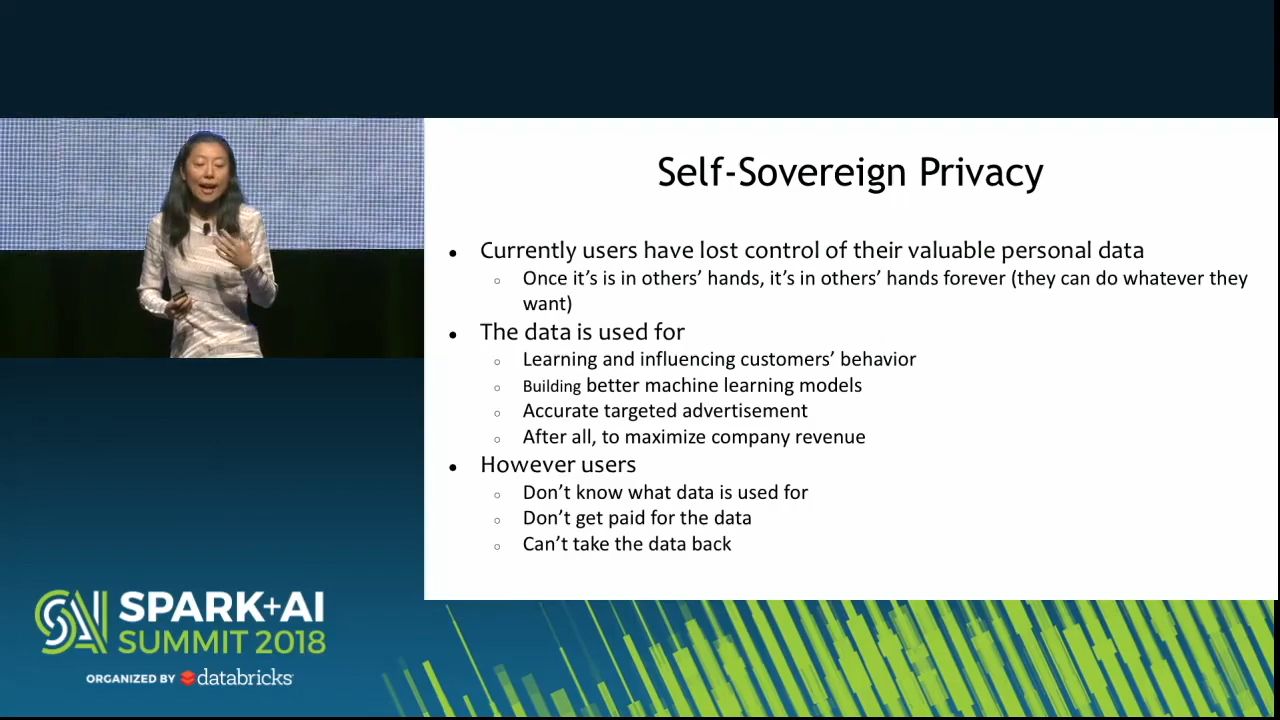 Self-Sovereign Privacy
Currently users have lost control of their valuable personal data
Once it’s is in others’ hands, it’s in others’ hands forever (they can do whatever they
want)
The data is used for
Learning and influencing customers’ behavior
Building better machine learning models
Accurate targeted advertisement
After all, to maximize company revenue
However users
Don’t know what data is used for
Don’t get paid for the data
Can’t take the data back
SAI SPARK+AI
SUMMIT 2018
ORGANIZED BY databricks